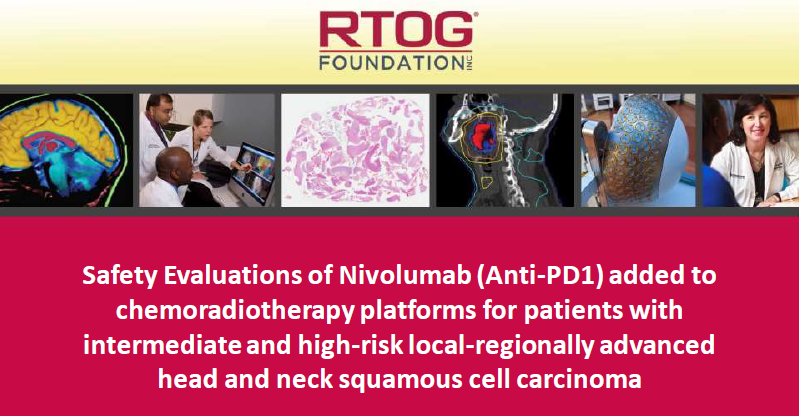 RTOG®
FOUNDATION INC
Safety Evaluations of Nivolumab (Anti-PD1) added to
chemoradiotherapy platforms for patients with
intermediate and high-risk local-regionally advanced
head and neck squamous cell carcinoma